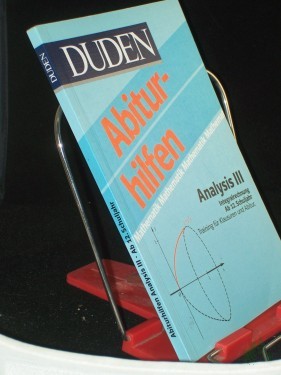 DUDEN
DUDEN
Abitur-
hilfen
Mathematik Mathematik Mathematik
Analysis III
Integralrechnung
Ab 12. Schuljahr
Training für Klausuren und Abitur
Abiturhilfen Analysis III - Ab 12. Schuljahr